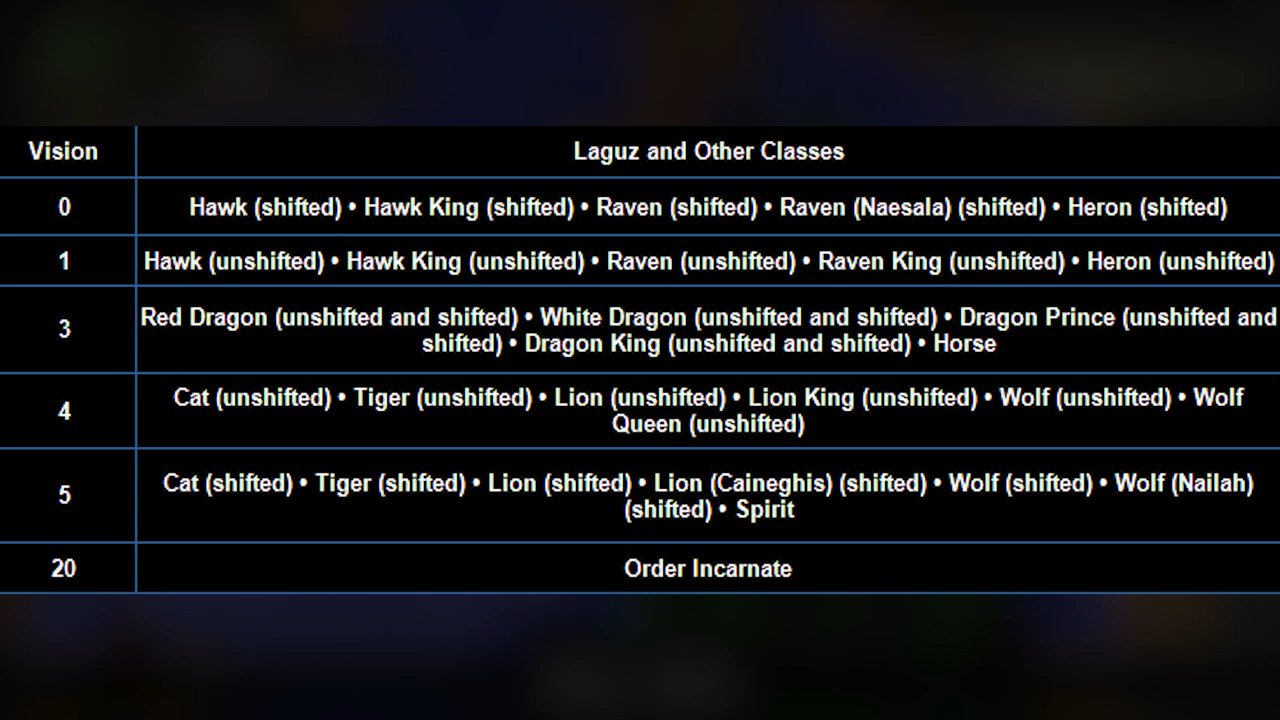 Vision Laguz and Other Classes
0 Hawk (shifted) • Hawk King (shifted) • Raven (shifted) • Raven (Naesala) (shifted) • Heron (shifted)
1 Hawk (unshifted) • Hawk King (unshifted) • Raven (unshifted) • Raven King (unshifted) • Heron (unshifted)
3 Red Dragon (unshifted and shifted) • White Dragon (unshifted and shifted) • Dragon Prince (unshifted and
shifted) • Dragon King (unshifted and shifted) • Horse
4 Cat (unshifted) • Tiger (unshifted) • Lion (unshifted) • Lion King (unshifted) • Wolf (unshifted) • Wolf
Queen (unshifted)
5 Cat (shifted) • Tiger (shifted) • Lion (shifted) • Lion (Caineghis) (shifted) • Wolf (shifted) • Wolf (Nailah)
(shifted) • Spirit
20 Order Incarnate